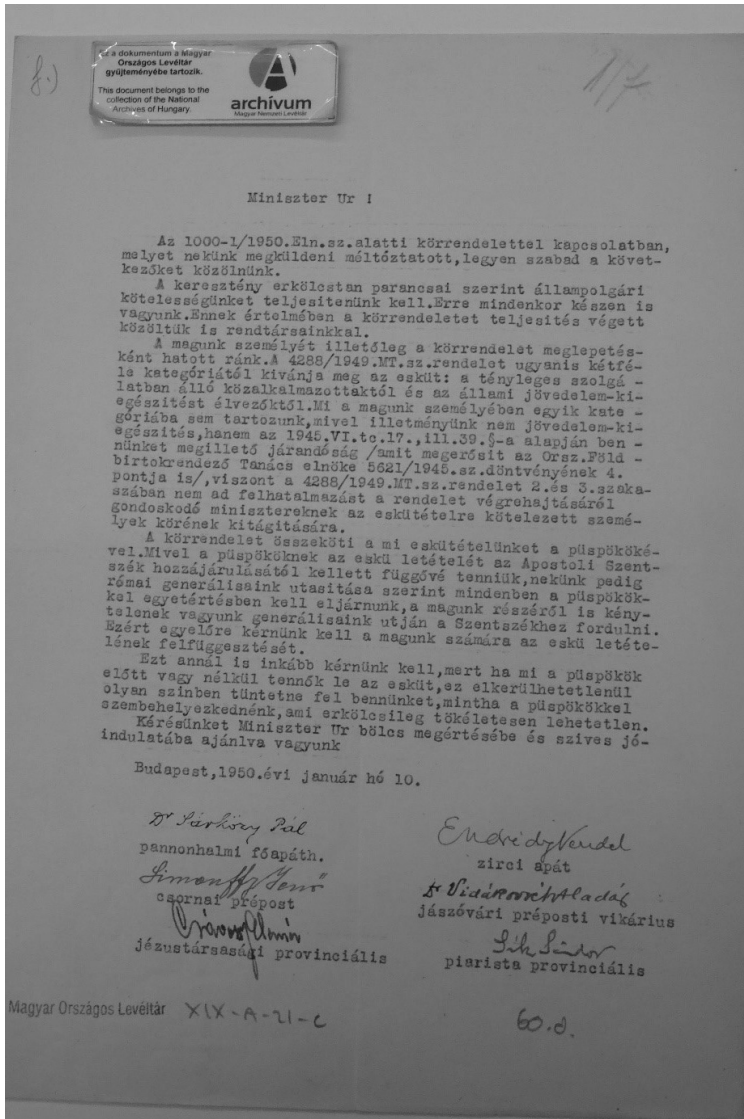 f.)
1/7
Ez a dokumentum a Magyar
Országos Levéltár
gyűjteményébe tartozik.
This document belongs to the
collection of the National
Archives of Hungary.
archívum
Magyar Nemzeti Levéltár
Miniszter Ur !
Az 1000-1/1950.Eln.sz.alatti körrendelettel kapcsolatban,
melyet nekünk megküldeni méltóztatott,legyen szabad a követ-
kezőket közölnünk.
A keresztény erkölcstan parancsai szerint állampolgári
kötelességünket teljesitenünk kell.Erre mindenkor készen is
vagyunk.Ennek értelmében a körrendeletet teljesités végett
közöltük is rendtársainkkal.
A magunk személyét illetőleg a körrendelet meglepetés-
ként hatott ránk.A 4288/1949.MT.sz.rendelet ugyanis kétfé-
le kategóriától kivánja meg az esküt: a tényleges szolgá -
latban álló közalkalmazottaktól és az állami jövedelem-ki-
egészitést élvezőktől.Mi a magunk személyében egyik kate -
góriába sem tartozunk,mivel illetményünk nem jövedelem-ki-
egészités,hanem az 1945.VI.tc.17.,ill.39.§-a alapján ben -
nünket megillető járandóság /amit megerősit az Orsz.Föld -
birtokrendező Tanács elnöke 5621/1945.sz.döntvényének 4.
pontja is/,viszont a 4288/1949.MT.sz.rendelet 2.és 3.szaka-
szában nem ad felhatalmazást a rendelet végrehajtásáról
gondoskodó minisztereknek az eskütételre kötelezett szemé-
lyek körének kitágitására.
A körrendelet összeköti a mi eskütételünket a püspököké-
vel.Mivel a püspököknek az eskü letételét az Apostoli Szent-
szék hozzájárulásától kellett függővé tenniük,nekünk pedig
római generálisaink utasitása szerint mindenben a püspökök-
kel egyetértésben kell eljárnunk,a magunk részéről is kény-
telenek vagyunk generálisaink utján a Szentszékhez fordulni.
Ezért egyelőre kérnünk kell a magunk számára az eskü letéte-
lének felfüggesztését.
Ezt annál is inkább kérnünk kell,mert ha mi a püspökök
előtt vagy nélkül tennők le az esküt,ez elkerülhetetlenül
olyan szinben tüntetne fel bennünket,mintha a püspökökkel
szembehelyezkednénk,ami erkölcsileg tökéletesen lehetetlen.
Kérésünket Miniszter Ur bölcs megértésébe és szives jó-
indulatába ajánlva vagyunk
Budapest,1950.évi január hó 10.
Dr Sárközy Pál
pannonhalmi főapáth.
Endrédy Vendel
zirci apát
Simonffy Jenő
csornai prépost
Dr Vidákovich Aladár
jászóvári préposti vikárius
jézustársasági provinciális
Sík Sándor
piarista provinciális
Magyar Országos Levéltár XIX-A-21-c
60.d.